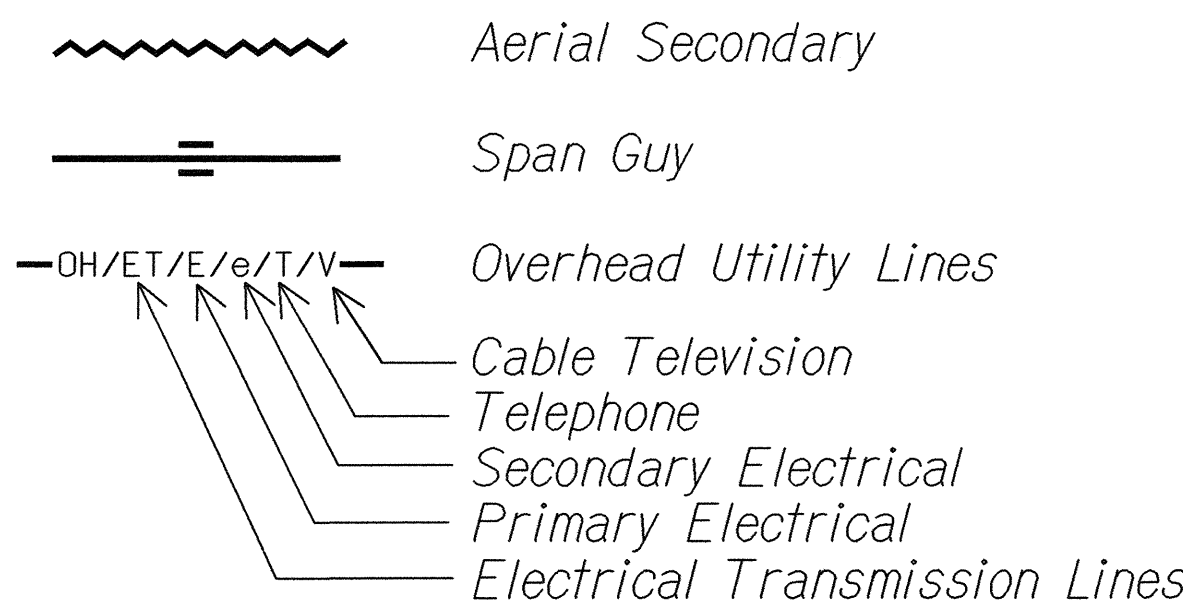 Aerial Secondary
Span Guy
OH/ET/E/e/T/V Overhead Utility Lines
Cable Television
Telephone
Secondary Electrical
Primary Electrical
Electrical Transmission Lines